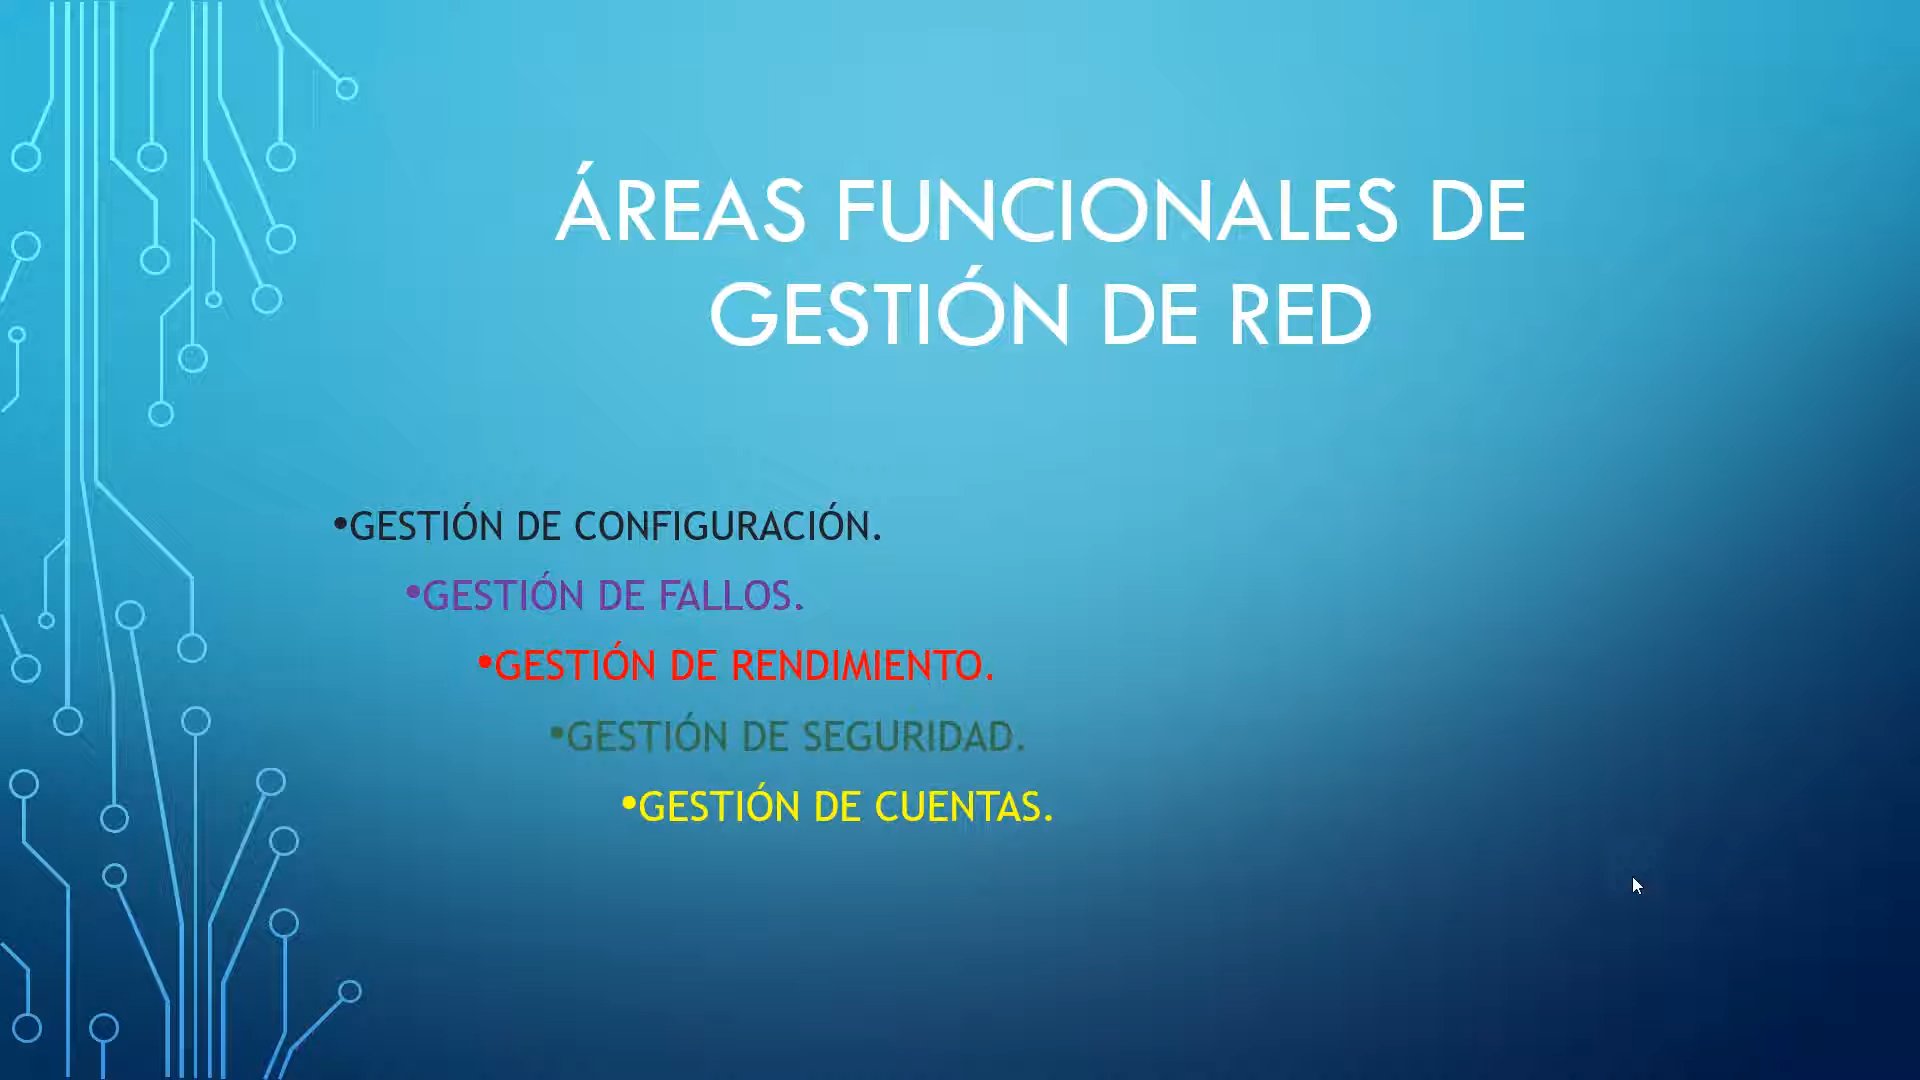 ÁREAS FUNCIONALES DE
GESTIÓN DE RED
•GESTIÓN DE CONFIGURACIÓN.
•GESTIÓN DE FALLOS.
•GESTIÓN DE RENDIMIENTO.
•GESTIÓN DE SEGURIDAD.
•GESTIÓN DE CUENTAS.